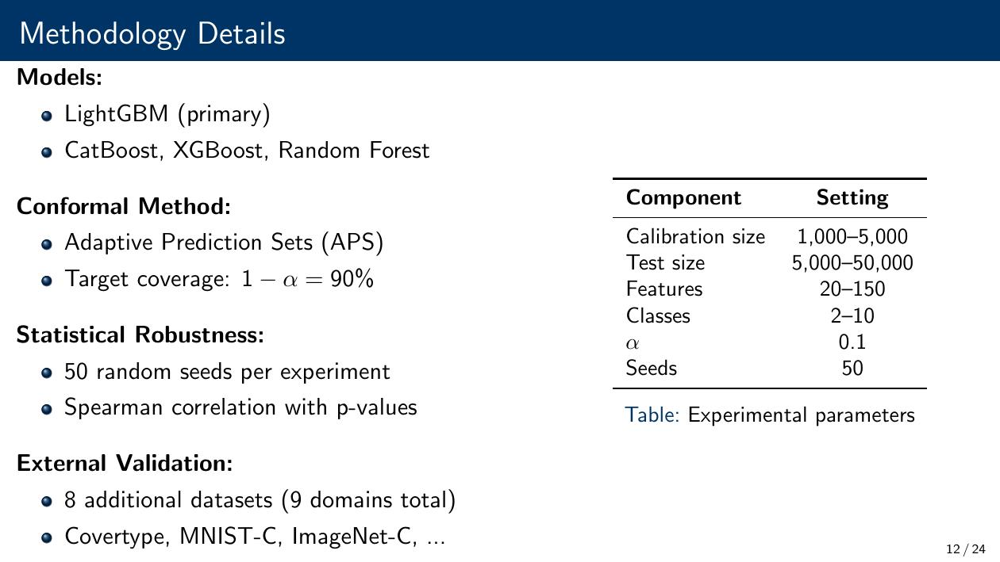 Methodology Details
Models:
LightGBM (primary)
CatBoost, XGBoost, Random Forest
Conformal Method:
Adaptive Prediction Sets (APS)
Target coverage: 1 − α = 90%
Statistical Robustness:
50 random seeds per experiment
Spearman correlation with p-values
External Validation:
8 additional datasets (9 domains total)
Covertype, MNIST-C, ImageNet-C, ...
Component Setting
Calibration size 1,000–5,000
Test size 5,000–50,000
Features 20–150
Classes 2–10
α 0.1
Seeds 50
Table: Experimental parameters
12 / 24